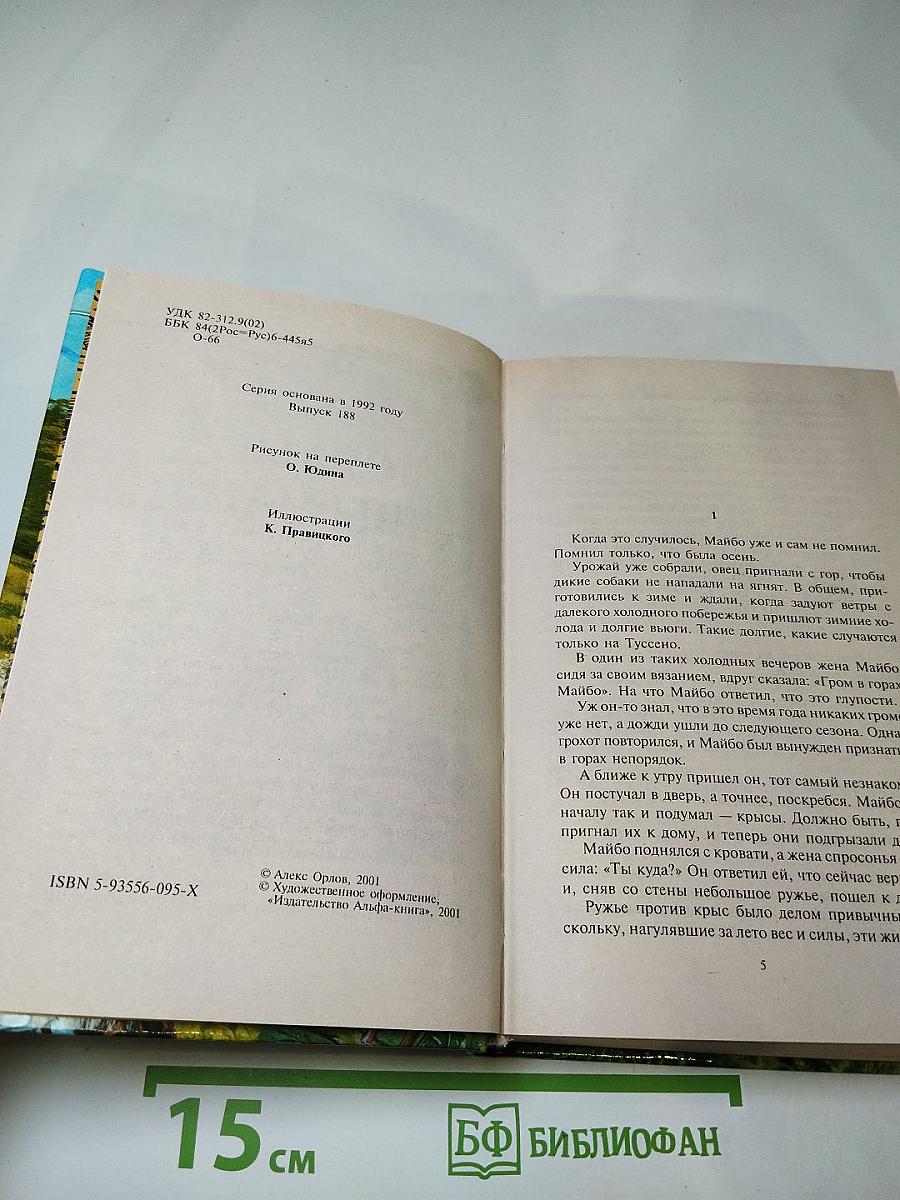 УДК 82-312.9(02)
ББК 84(2Рос=Рус)6-445я5
О-66
Серия основана в 1992 году
Выпуск 188
Рисунок на переплете
О. Юдина
Иллюстрации
К. Правицкого
ISBN 5-93556-095-X
© Алекс Орлов, 2001
© Художественное оформление,
«Издательство Альфа-книга», 2001
1
Когда это случилось, Майбо уже и сам не помнил.
Помнил только, что была осень.
Урожай уже собрали, овец пригнали с гор, чтобы
дикие собаки не нападали на ягнят. В общем, при-
готовились к зиме и ждали, когда задуют ветры с
далекого холодного побережья и пришлют зимние хо-
лода и долгие вьюги. Такие долгие, какие случаются
только на Туссено.
В один из таких холодных вечеров жена Майбо
сидя за своим вязанием, вдруг сказала: «Гром в горах
Майбо». На что Майбо ответил, что это глупости.
Уж он-то знал, что в это время года никаких гром
уже нет, а дожди ушли до следующего сезона. Одна
грохот повторился, и Майбо был вынужден признат
в горах непорядок.
А ближе к утру пришел он, тот самый незнаком
Он постучал в дверь, а точнее, поскребся. Майбо
началу так и подумал — крысы. Должно быть,
пригнал их к дому, и теперь они подгрызали д
Майбо поднялся с кровати, а жена спросонья
сила: «Ты куда?» Он ответил ей, что сейчас вер
и, сняв со стены небольшое ружье, пошел к д
Ружье против крыс было делом привычны
скольку, нагулявшие за лето вес и силы, эти жи
5
15 см
БФ БИБЛИОФАН